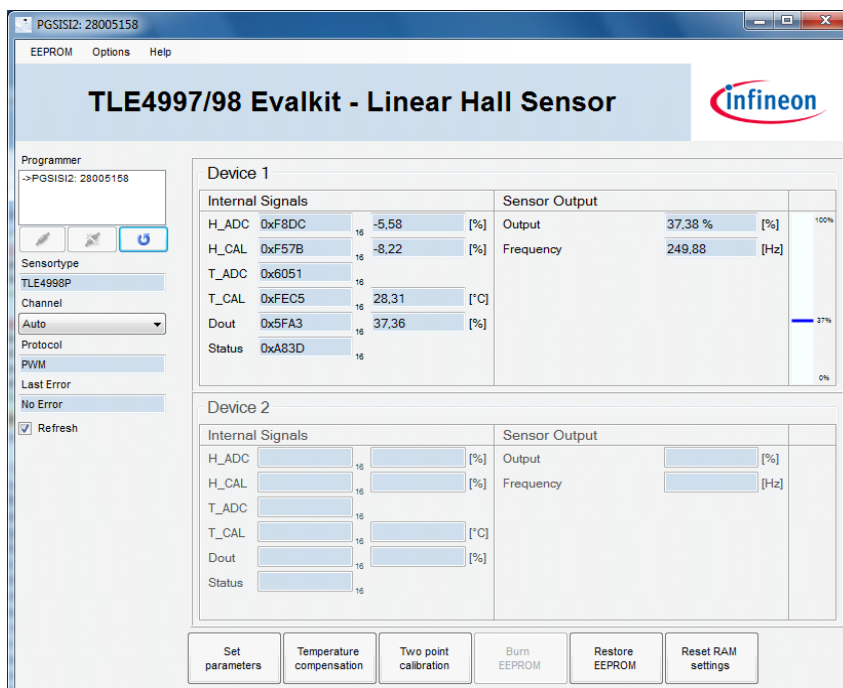 PGSISI2: 28005158
EEPROM Options Help
TLE4997/98 Evalkit - Linear Hall Sensor
infineon
Programmer
->PGSISI2: 28005158
Sensortype
TLE4998P
Channel
Auto
Protocol
PWM
Last Error
No Error
Refresh
Device 1
Internal Signals Sensor Output
H_ADC 0xF8DC 16 -5,58 [%] Output 37,38 % [%] 100%
H_CAL 0xF57B 16 -8,22 [%] Frequency 249,88 [Hz]
T_ADC 0x6051 16
T_CAL 0xFEC5 16 28,31 [°C]
Dout 0x5FA3 16 37,36 [%] 37%
Status 0xA83D 16
0%
Device 2
Internal Signals Sensor Output
H_ADC 16 [%] Output [%]
H_CAL 16 [%] Frequency [Hz]
T_ADC 16
T_CAL 16 [°C]
Dout 16 [%]
Status 16
Set parameters
Temperature compensation
Two point calibration
Burn EEPROM
Restore EEPROM
Reset RAM settings